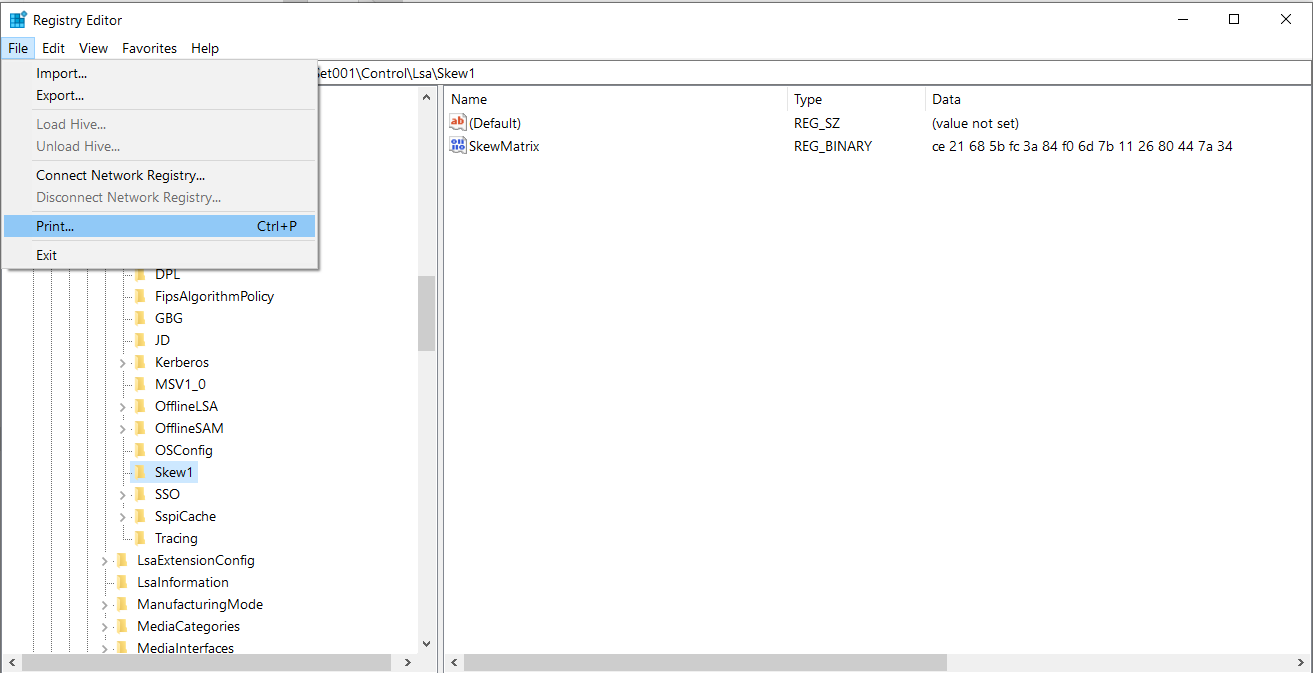 Registry Editor
File Edit View Favorites Help
Set001\Control\Lsa\Skew1
Import...
Export...
Load Hive...
Unload Hive...
Connect Network Registry...
Disconnect Network Registry...
Print... Ctrl+P
Exit
DPL
FipsAlgorithmPolicy
GBG
JD
Kerberos
MSV1_0
OfflineLSA
OfflineSAM
OSConfig
Skew1
SSO
SspiCache
Tracing
LsaExtensionConfig
LsaInformation
ManufacturingMode
MediaCategories
MediaInterfaces
Name Type Data
ab (Default) REG_SZ (value not set)
SkewMatrix REG_BINARY ce 21 68 5b fc 3a 84 f0 6d 7b 11 26 80 44 7a 34